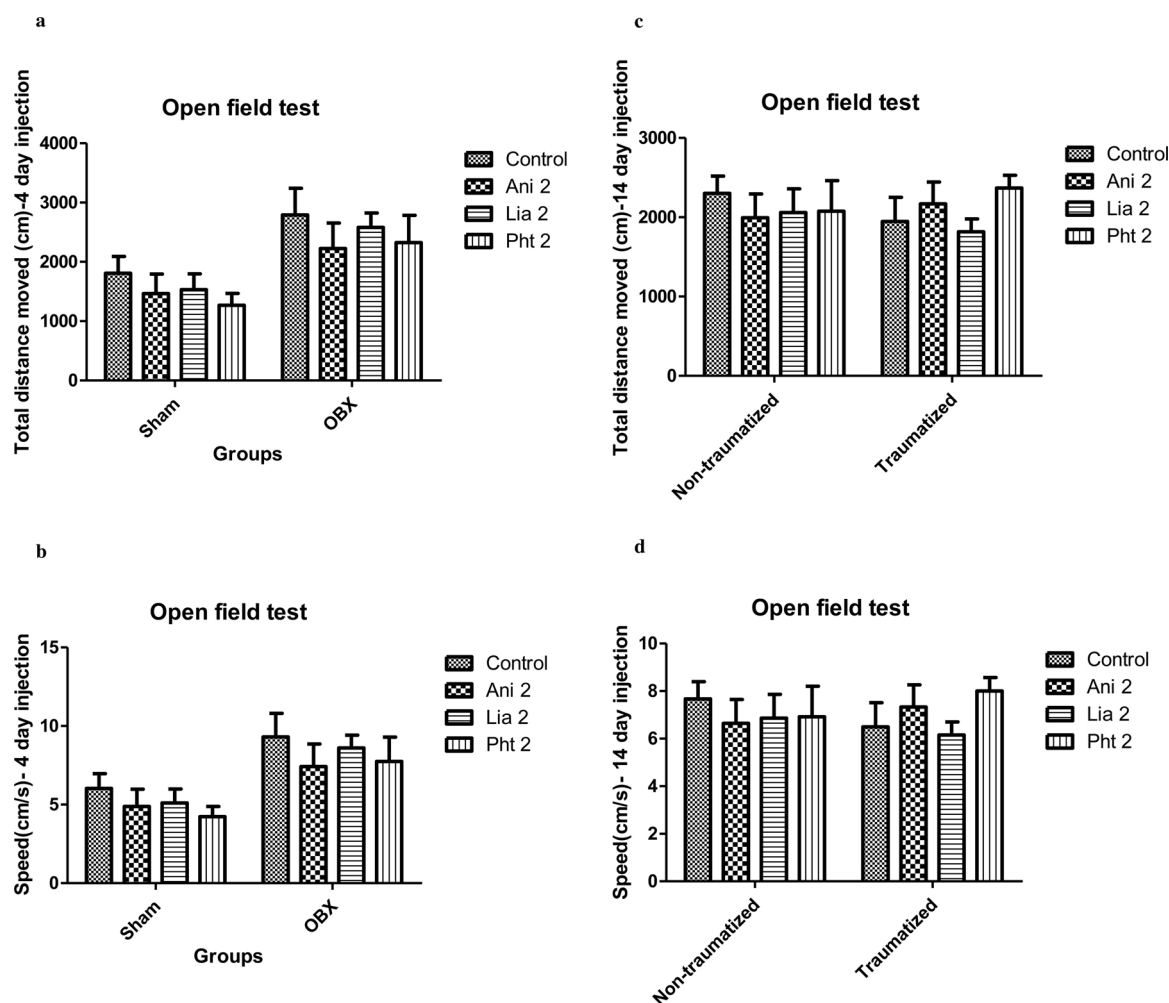 a
Open field test
Total distance moved (cm)-4 day injection
4000
3000
2000
1000
0
Sham
OBX
Groups
Control
Ani 2
Lia 2
Pht 2
c
Open field test
Total distance moved (cm)-14 day injection
3000
2000
1000
0
Non-traumatized
Traumatized
Control
Ani 2
Lia 2
Pht 2
b
Open field test
Speed(cm/s)- 4 day injection
15
10
5
0
Sham
OBX
Groups
Control
Ani 2
Lia 2
Pht 2
d
Open field test
Speed(cm/s)- 14 day injection
10
8
6
4
2
0
Non-traumatized
Traumatized
Control
Ani 2
Lia 2
Pht 2